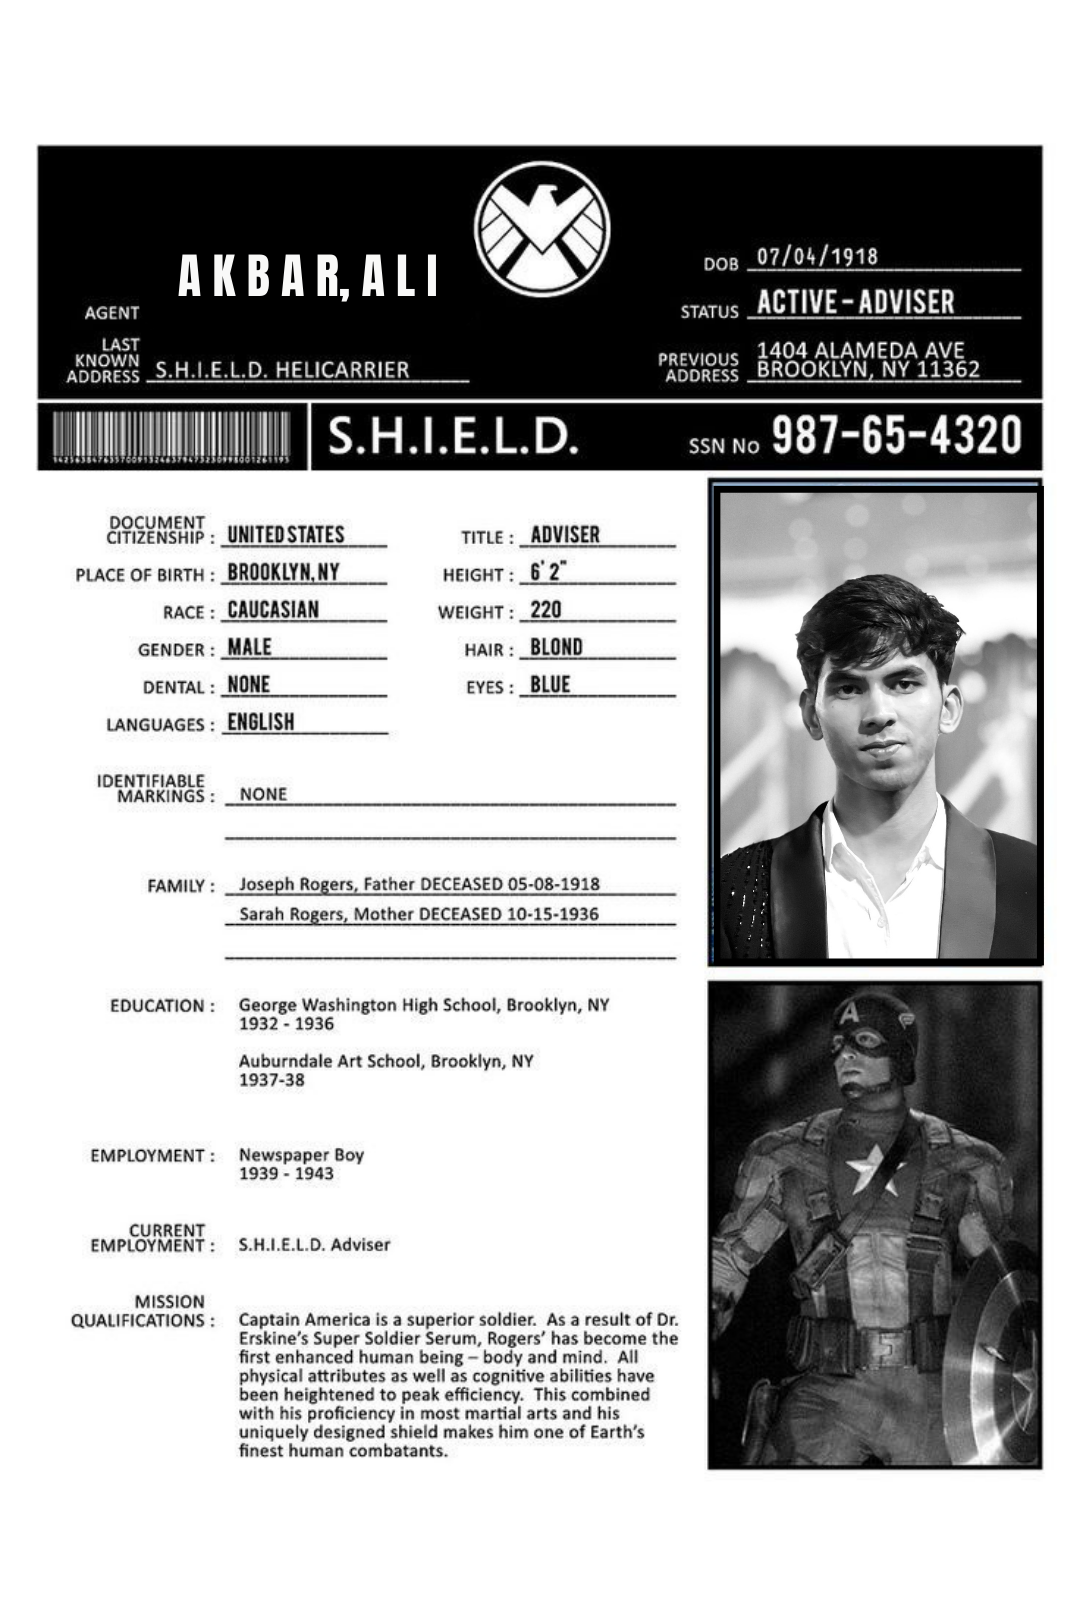 AKBAR, ALI
AGENT
LAST
KNOWN
ADDRESS S.H.I.E.L.D. HELICARRIER
DOB 07/04/1918
STATUS ACTIVE - ADVISER
PREVIOUS
ADDRESS
1404 ALAMEDA AVE
BROOKLYN, NY 11362
S.H.I.E.L.D.
SSN No 987-65-4320
DOCUMENT
CITIZENSHIP : UNITED STATES
PLACE OF BIRTH : BROOKLYN, NY
RACE : CAUCASIAN
GENDER : MALE
DENTAL : NONE
LANGUAGES : ENGLISH
TITLE : ADVISER
HEIGHT : 6' 2"
WEIGHT : 220
HAIR : BLOND
EYES : BLUE
IDENTIFIABLE
MARKINGS : NONE
FAMILY : Joseph Rogers, Father DECEASED 05-08-1918
Sarah Rogers, Mother DECEASED 10-15-1936
EDUCATION : George Washington High School, Brooklyn, NY
1932 - 1936
Auburndale Art School, Brooklyn, NY
1937-38
EMPLOYMENT : Newspaper Boy
1939 - 1943
CURRENT
EMPLOYMENT : S.H.I.E.L.D. Adviser
MISSION
QUALIFICATIONS : Captain America is a superior soldier. As a result of Dr.
Erskine's Super Soldier Serum, Rogers' has become the
first enhanced human being – body and mind. All
physical attributes as well as cognitive abilities have
been heightened to peak efficiency. This combined
with his proficiency in most martial arts and his
uniquely designed shield makes him one of Earth's
finest human combatants.
A